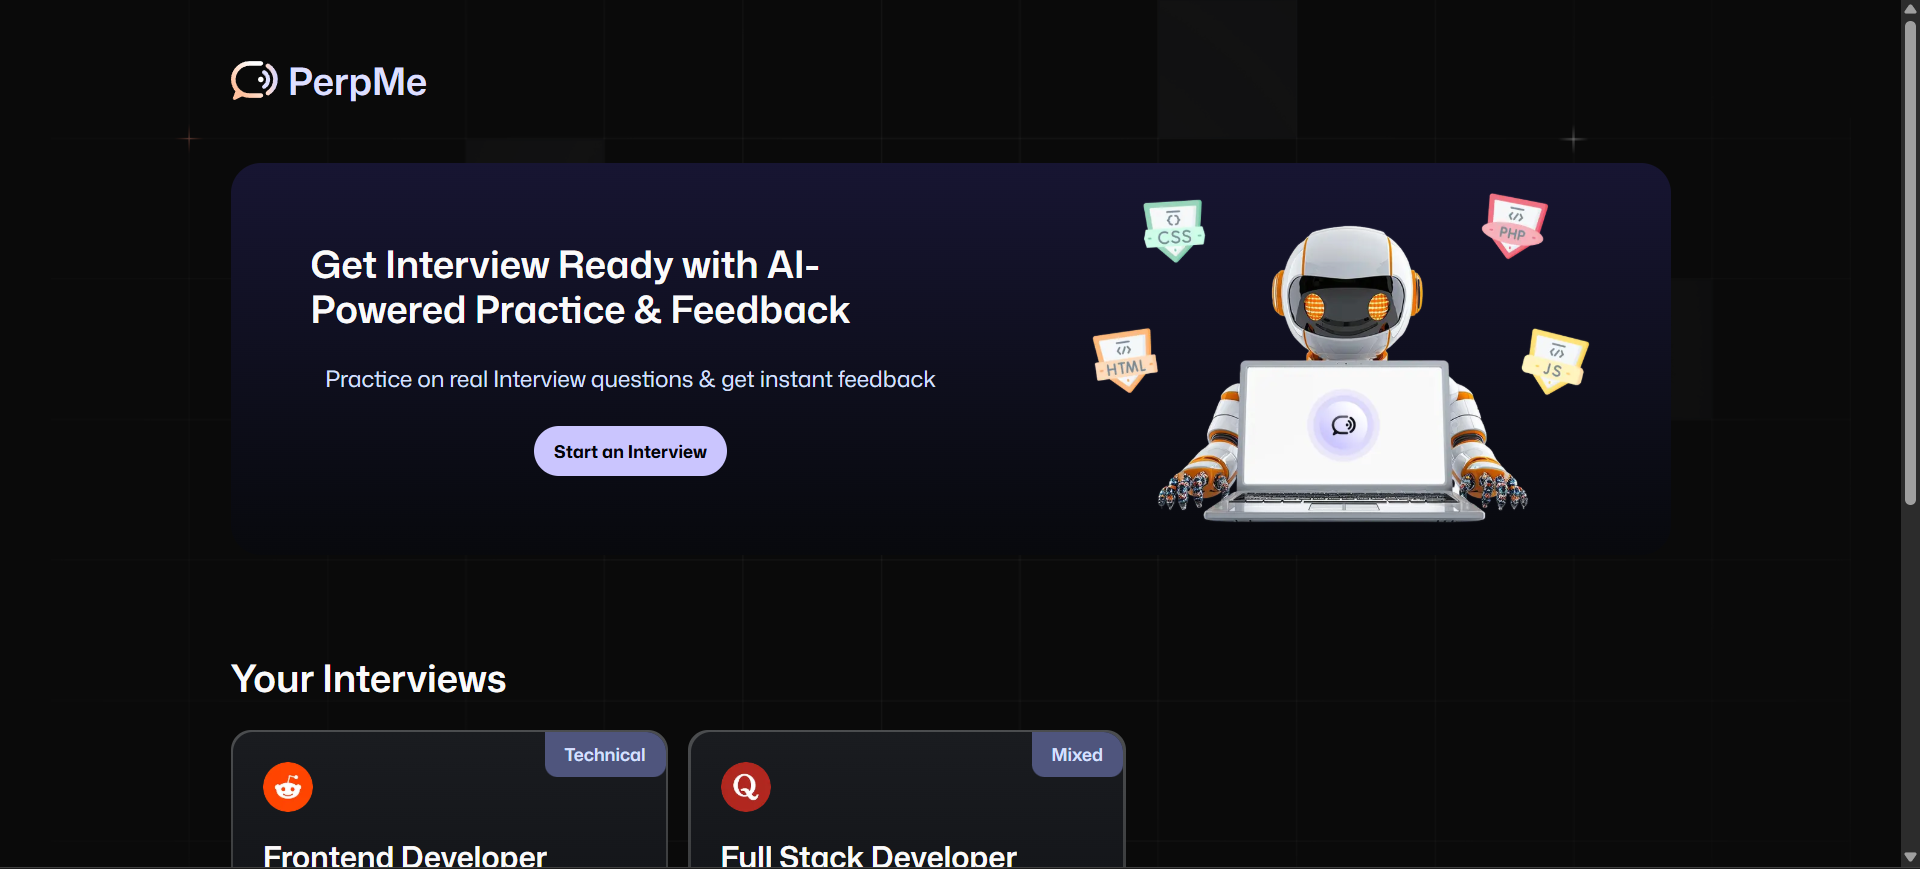 PerpMe
Get Interview Ready with AI-
Powered Practice & Feedback
Practice on real Interview questions & get instant feedback
Start an Interview
CSS
PHP
HTML
JS
Your Interviews
Technical
Frontend Developer
Mixed
Q
Full Stack Developer